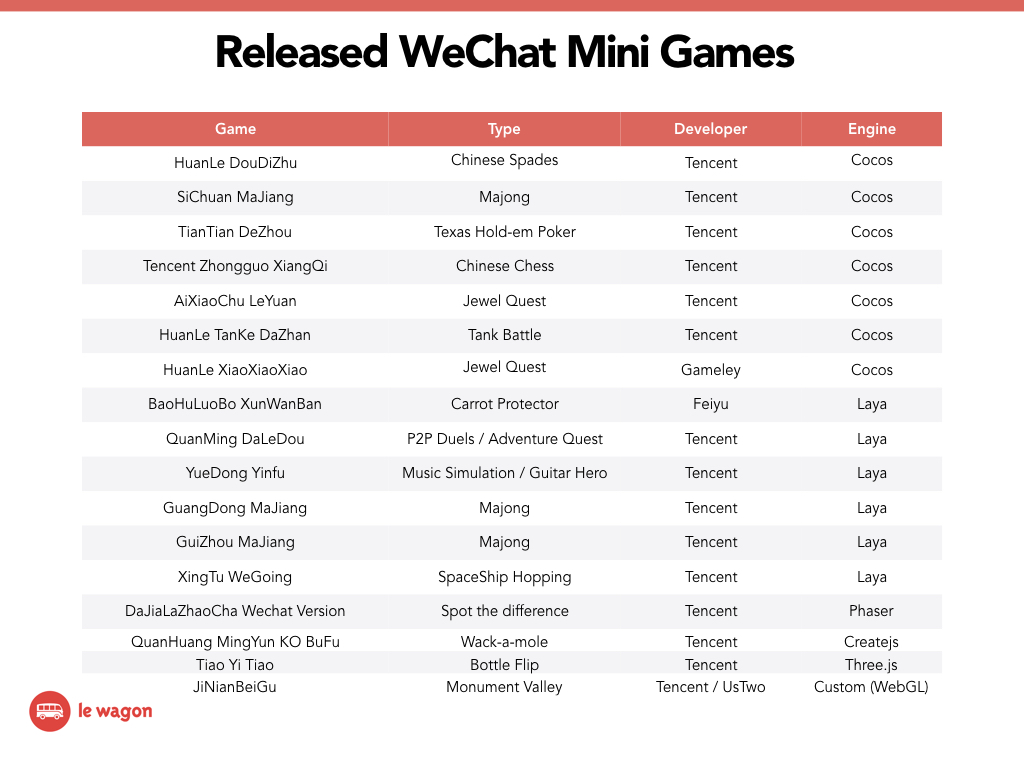 Released WeChat Mini Games
Game Type Developer Engine
HuanLe DouDiZhu Chinese Spades Tencent Cocos
SiChuan MaJiang Majong Tencent Cocos
TianTian DeZhou Texas Hold-em Poker Tencent Cocos
Tencent Zhongguo XiangQi Chinese Chess Tencent Cocos
AiXiaoChu LeYuan Jewel Quest Tencent Cocos
HuanLe TanKe DaZhan Tank Battle Tencent Cocos
HuanLe XiaoXiaoXiao Jewel Quest Gameley Cocos
BaoHuLuoBo XunWanBan Carrot Protector Feiyu Laya
QuanMing DaLeDou P2P Duels / Adventure Quest Tencent Laya
YueDong Yinfu Music Simulation / Guitar Hero Tencent Laya
GuangDong MaJiang Majong Tencent Laya
GuiZhou MaJiang Majong Tencent Laya
XingTu WeGoing SpaceShip Hopping Tencent Laya
DaJiaLaZhaoCha Wechat Version Spot the difference Tencent Phaser
QuanHuang MingYun KO BuFu Wack-a-mole Tencent Createjs
Tiao Yi Tiao Bottle Flip Tencent Three.js
JiNianBeiGu Monument Valley Tencent / UsTwo Custom (WebGL)
le wagon